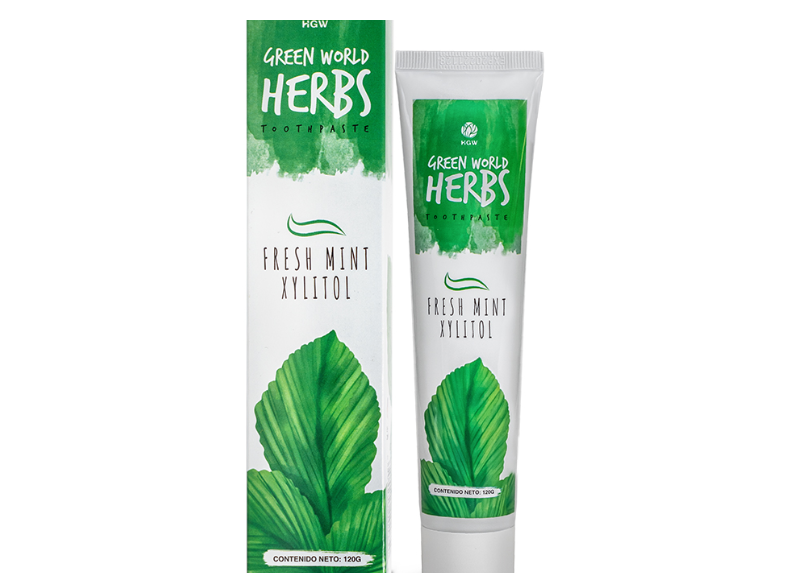 HGW
GREEN WORLD
HERBS
TOOTHPASTE
FRESH MINT
XYLITOL
CONTENIDO NETO: 120G
HGW
GREEN WORLD
HERBS
TOOTHPASTE
FRESH MINT
XYLITOL
CONTENIDO NETO: 120G